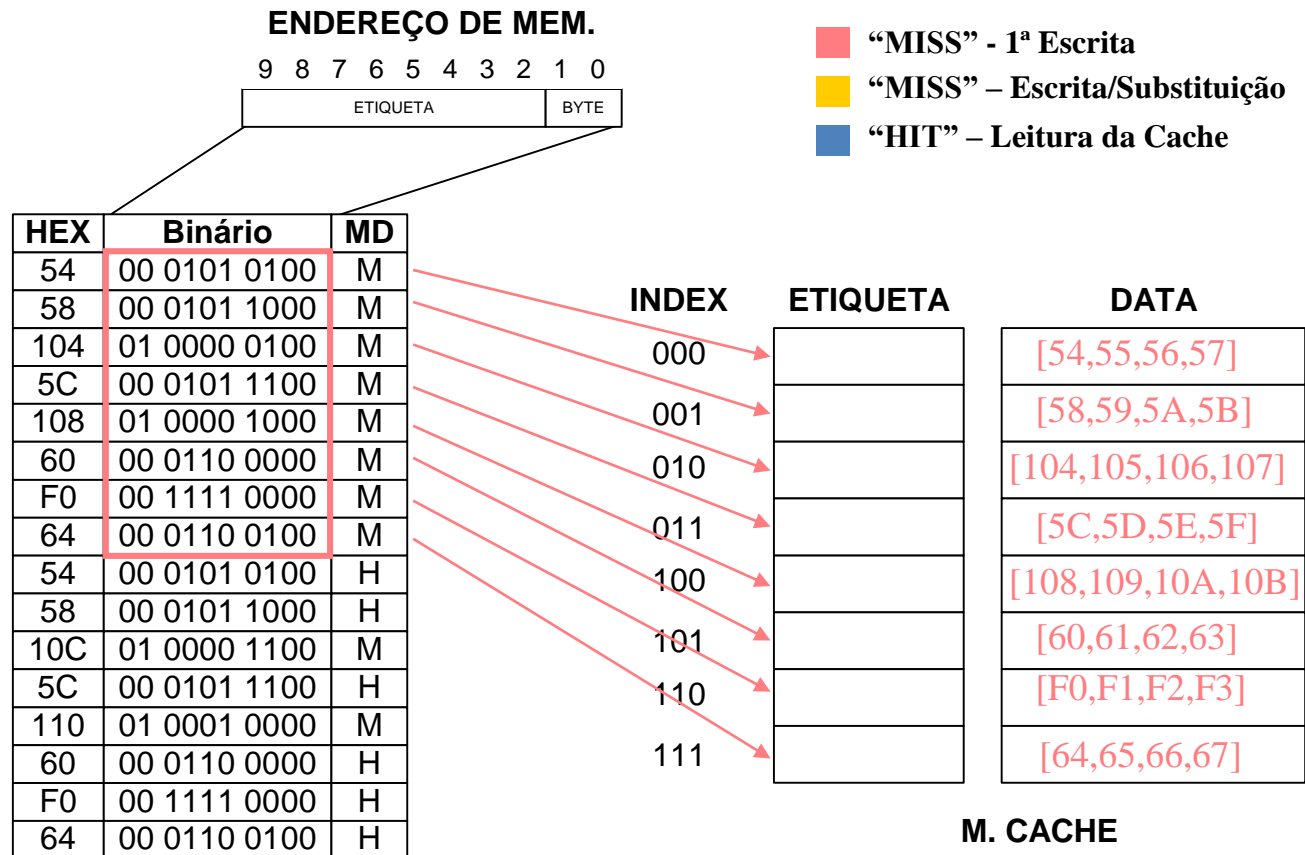 ENDEREÇO DE MEM.
9 8 7 6 5 4 3 2 1 0
ETIQUETA BYTE
“MISS” - 1ª Escrita
“MISS” – Escrita/Substituição
“HIT” – Leitura da Cache
HEX Binário MD
54 00 0101 0100 M
58 00 0101 1000 M
104 01 0000 0100 M
5C 00 0101 1100 M
108 01 0000 1000 M
60 00 0110 0000 M
F0 00 1111 0000 M
64 00 0110 0100 M
54 00 0101 0100 H
58 00 0101 1000 H
10C 01 0000 1100 M
5C 00 0101 1100 H
110 01 0001 0000 M
60 00 0110 0000 H
F0 00 1111 0000 H
64 00 0110 0100 H
INDEX ETIQUETA DATA
000 [54,55,56,57]
001 [58,59,5A,5B]
010 [104,105,106,107]
011 [5C,5D,5E,5F]
100 [108,109,10A,10B]
101 [60,61,62,63]
110 [F0,F1,F2,F3]
111 [64,65,66,67]
M. CACHE